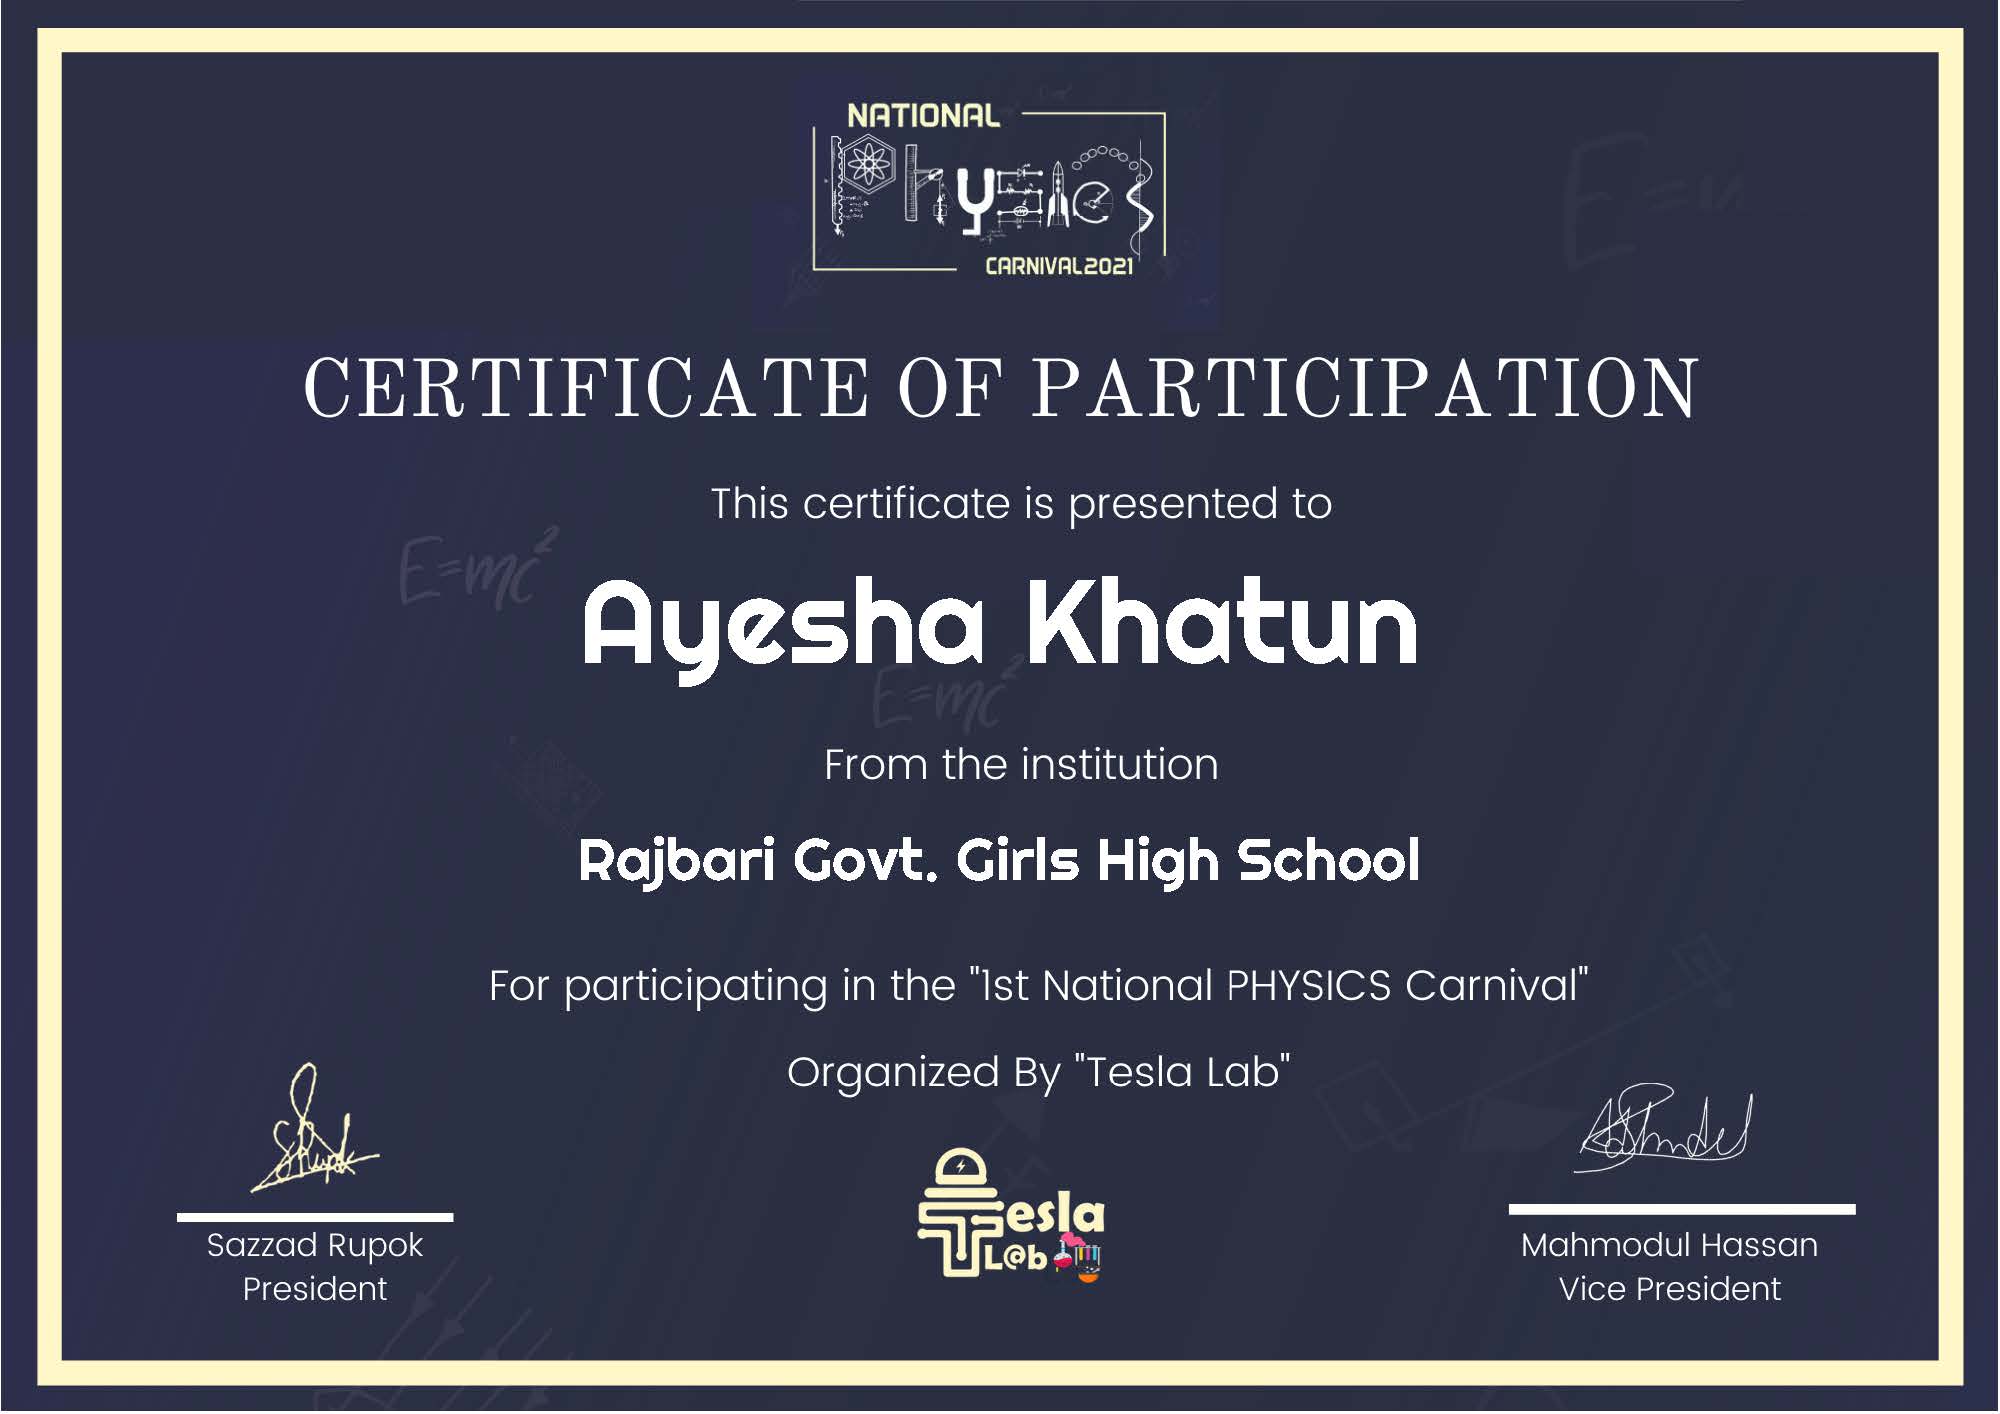 NATIONAL
Physics
CARNIVAL2021
E=m
CERTIFICATE OF PARTICIPATION
This certificate is presented to
E=mc²
Ayesha Khatun
E=mc²
From the institution
Rajbari Govt. Girls High School
For participating in the "1st National PHYSICS Carnival"
Organized By "Tesla Lab"
Tesla
L@b
Sazzad Rupok
President
Mahmodul Hassan
Vice President